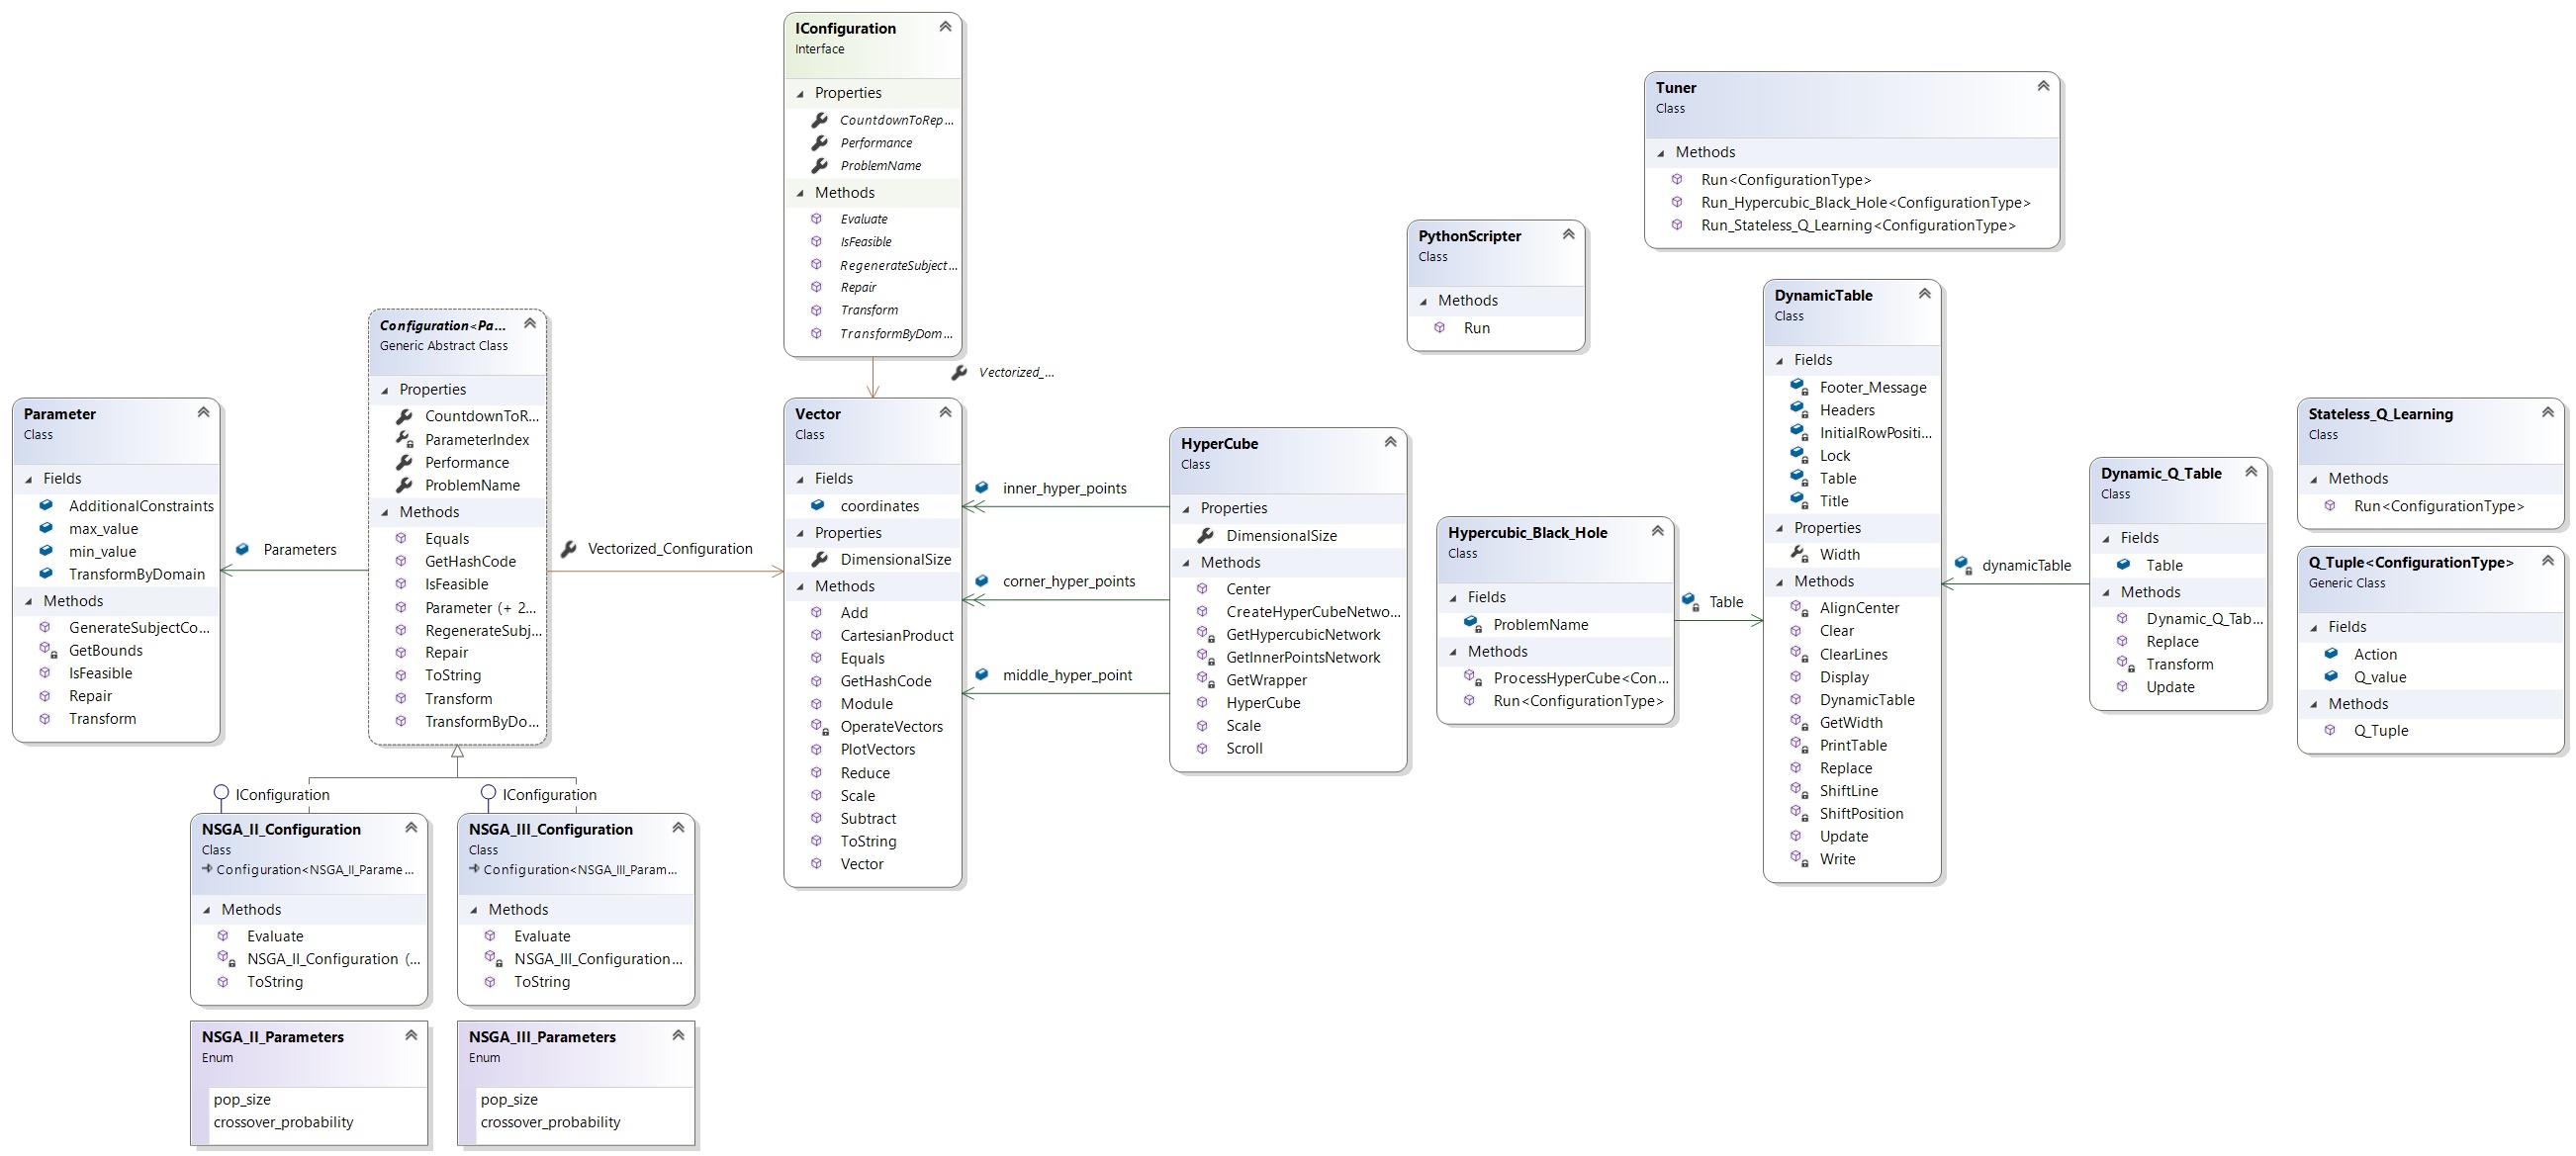 IConfiguration
Interface
Properties
CountdownToRep...
Performance
ProblemName
Methods
Evaluate
IsFeasible
RegenerateSubject...
Repair
Transform
TransformByDom...
Vectorized_...
Tuner
Class
Methods
Run<ConfigurationType>
Run_Hypercubic_Black_Hole<ConfigurationType>
Run_Stateless_Q_Learning<ConfigurationType>
PythonScripter
Class
Methods
Run
Parameter
Class
Fields
AdditionalConstraints
max_value
min_value
TransformByDomain
Methods
GenerateSubjectCo...
GetBounds
IsFeasible
Repair
Transform
Parameters
Configuration<Pa...
Generic Abstract Class
Properties
CountdownToR...
ParameterIndex
Performance
ProblemName
Methods
Equals
GetHashCode
IsFeasible
Parameter (+ 2...
RegenerateSubj...
Repair
ToString
Transform
TransformByDo...
Vectorized_Configuration
Vector
Class
Fields
coordinates
Properties
DimensionalSize
Methods
Add
CartesianProduct
Equals
GetHashCode
Module
OperateVectors
PlotVectors
Reduce
Scale
Subtract
ToString
Vector
inner_hyper_points
corner_hyper_points
middle_hyper_point
HyperCube
Class
Properties
DimensionalSize
Methods
Center
CreateHyperCubeNetwo...
GetHypercubicNetwork
GetInnerPointsNetwork
GetWrapper
HyperCube
Scale
Scroll
Hypercubic_Black_Hole
Class
Fields
ProblemName
Methods
ProcessHyperCube<Con...
Run<ConfigurationType>
Table
DynamicTable
Class
Fields
Footer_Message
Headers
InitialRowPositi...
Lock
Table
Title
Properties
Width
Methods
AlignCenter
Clear
ClearLines
Display
DynamicTable
GetWidth
PrintTable
Replace
ShiftLine
ShiftPosition
Update
Write
dynamicTable
Dynamic_Q_Table
Class
Fields
Table
Methods
Dynamic_Q_Tab...
Replace
Transform
Update
Stateless_Q_Learning
Class
Methods
Run<ConfigurationType>
Q_Tuple<ConfigurationType>
Generic Class
Fields
Action
Q_value
Methods
Q_Tuple
IConfiguration
NSGA_II_Configuration
Class
Configuration<NSGA_II_Parame...
Methods
Evaluate
NSGA_II_Configuration (...
ToString
IConfiguration
NSGA_III_Configuration
Class
Configuration<NSGA_III_Param...
Methods
Evaluate
NSGA_III_Configuration...
ToString
NSGA_II_Parameters
Enum
pop_size
crossover_probability
NSGA_III_Parameters
Enum
pop_size
crossover_probability